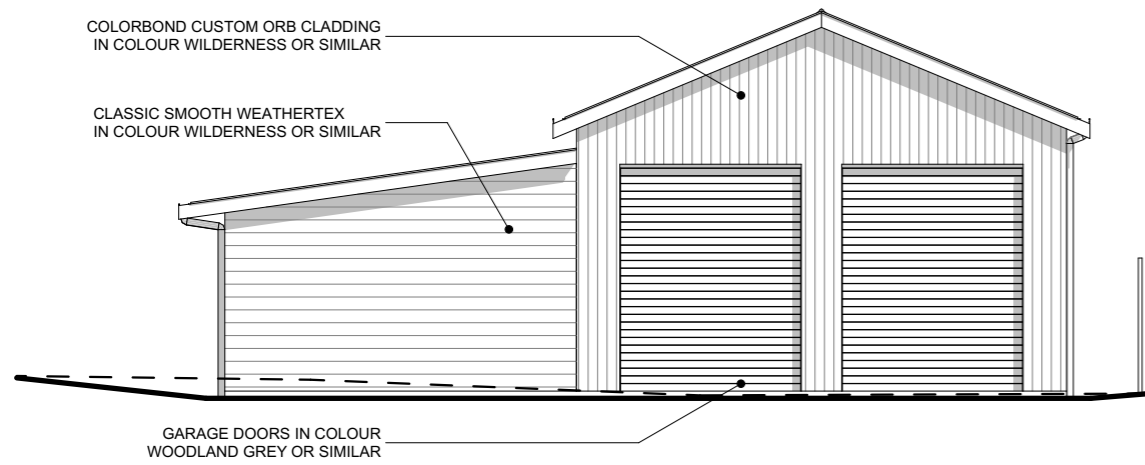 COLORBOND CUSTOM ORB CLADDING
IN COLOUR WILDERNESS OR SIMILAR
CLASSIC SMOOTH WEATHERTEX
IN COLOUR WILDERNESS OR SIMILAR
GARAGE DOORS IN COLOUR
WOODLAND GREY OR SIMILAR